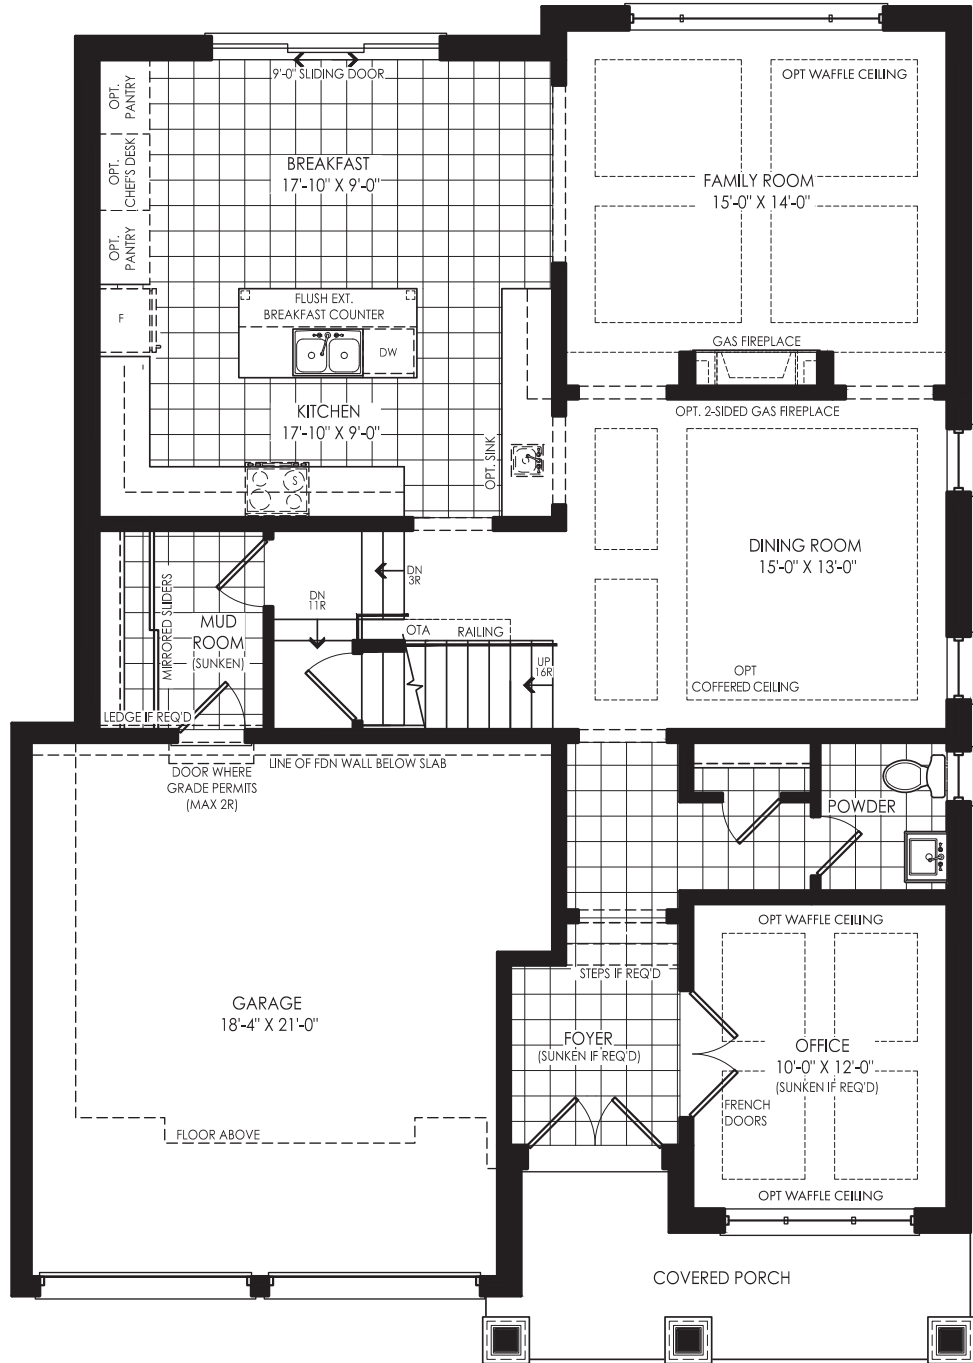 OPT WAFFLE CEILING
9'-0" SLIDING DOOR
OPT.
PANTRY
BREAKFAST
17'-10" X 9'-0"
OPT.
CHEF'S DESK
FAMILY ROOM
15'-0" X 14'-0"
OPT.
PANTRY
F
FLUSH EXT.
BREAKFAST COUNTER
DW
GAS FIREPLACE
KITCHEN
17'-10" X 9'-0"
OPT. 2-SIDED GAS FIREPLACE
OPT. SINK
S
DINING ROOM
15'-0" X 13'-0"
DN
3R
DN
11R
MIRRORED SLIDERS
MUD
ROOM
(SUNKEN)
OTA
RAILING
UP
16R
OPT
COFFERED CEILING
LEDGE IF REQ'D
LINE OF FDN WALL BELOW SLAB
DOOR WHERE
GRADE PERMITS
(MAX 2R)
POWDER
OPT WAFFLE CEILING
STEPS IF REQ'D
GARAGE
18'-4" X 21'-0"
FOYER
(SUNKEN IF REQ'D)
OFFICE
10'-0" X 12'-0"
(SUNKEN IF REQ'D)
FRENCH
DOORS
FLOOR ABOVE
OPT WAFFLE CEILING
COVERED PORCH